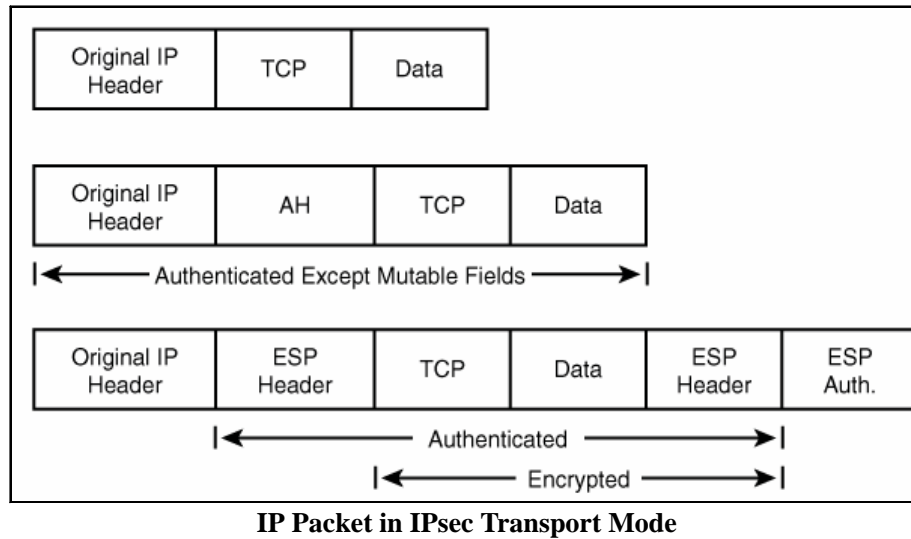 Original IP
Header
TCP
Data
Original IP
Header
AH
TCP
Data
Authenticated Except Mutable Fields
Original IP
Header
ESP
Header
TCP
Data
ESP
Header
ESP
Auth.
Authenticated
Encrypted
IP Packet in IPsec Transport Mode